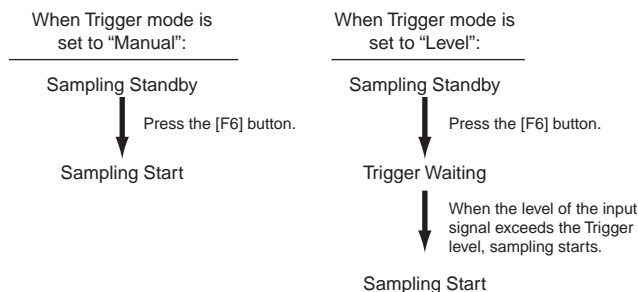 When Trigger mode is
set to “Manual”:
Sampling Standby
Press the [F6] button.
Sampling Start
When Trigger mode is
set to “Level”:
Sampling Standby
Press the [F6] button.
Trigger Waiting
When the level of the input
signal exceeds the Trigger
level, sampling starts.
Sampling Start